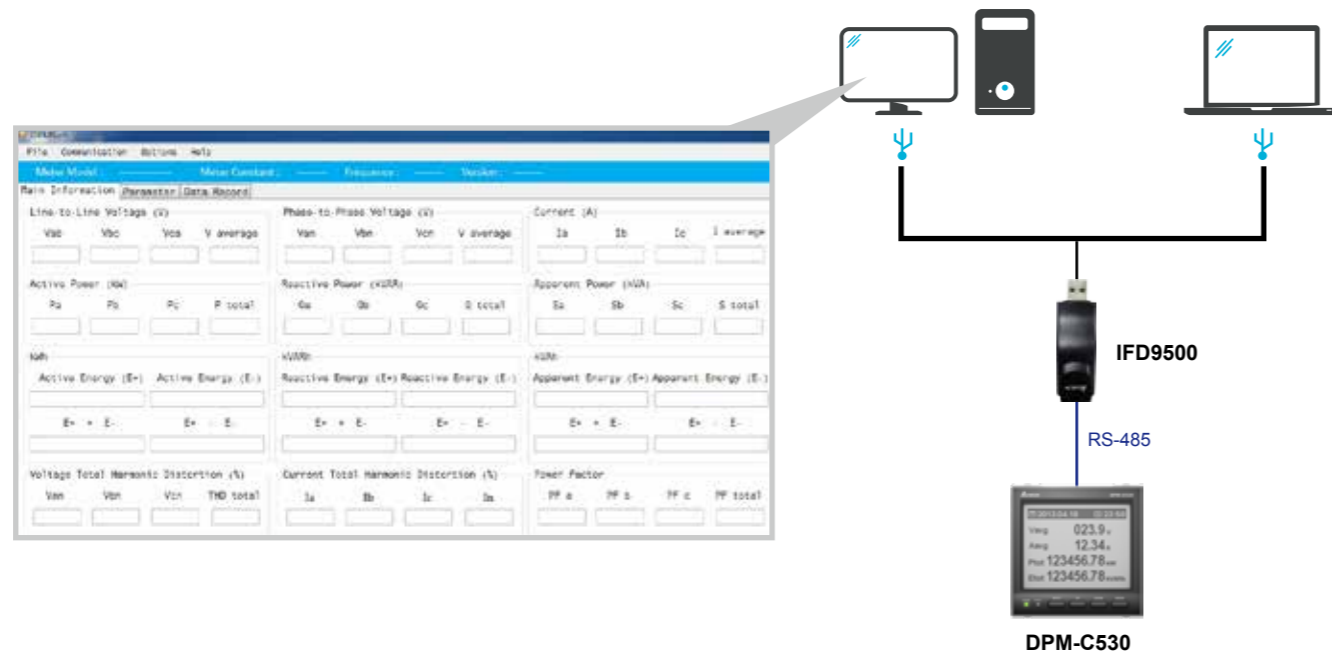 File Communication Options Help
Meter Model : Meter Constant : Frequency : Version :
Main Information Parameter Data Record
Line-to-Line Voltage (V) Phase-to-Phase Voltage (V) Current (A)
Vab Vbc Vca V average Van Vbn Vcn V average Ia Ib Ic I average
Active Power (kW) Reactive Power (kVAR) Apparent Power (kVA)
Pa Pb Pc P total Qa Qb Qc Q total Sa Sb Sc S total
kWh kVARh kVAh
Active Energy (E+) Active Energy (E-) Reactive Energy (E+) Reactive Energy (E-) Apparent Energy (E+) Apparent Energy (E-)
E+ + E- E+ - E- E+ + E- E+ - E- E+ + E- E+ - E-
Voltage Total Harmonic Distortion (%) Current Total Harmonic Distortion (%) Power Factor
Van Vbn Vcn THD total Ia Ib Ic In PF a PF b PF c PF total
IFD9500
RS-485
Vavg 023.9 v
Aavg 12.34 A
Ptot 123456.78 kW
Etot 123456.78 kVARh
DPM-C530